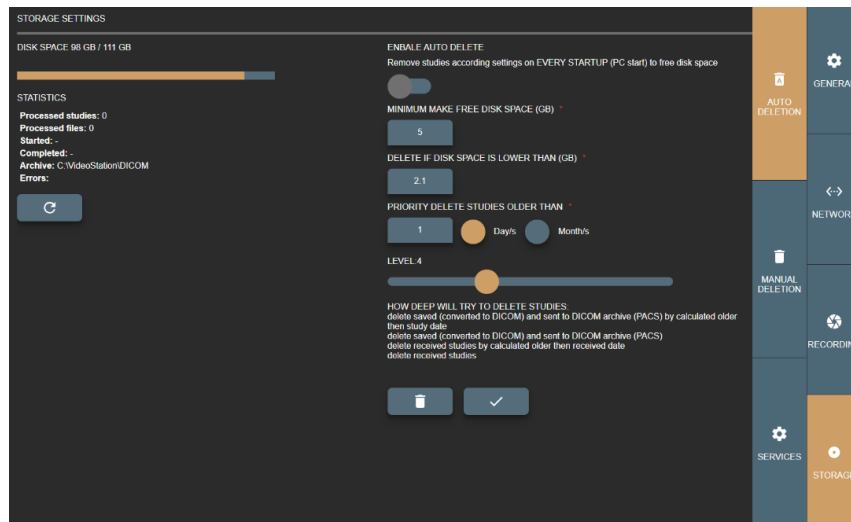 STORAGE SETTINGS
DISK SPACE 98 GB / 111 GB
STATISTICS
Processed studies: 0
Processed files: 0
Started: -
Completed: -
Archive: C:\VideoStation\DICOM
Errors:
ENBALE AUTO DELETE
Remove studies according settings on EVERY STARTUP (PC start) to free disk space
MINIMUM MAKE FREE DISK SPACE (GB) *
5
DELETE IF DISK SPACE IS LOWER THAN (GB) *
2.1
PRIORITY DELETE STUDIES OLDER THAN *
1 Day/s Month/s
LEVEL:4
HOW DEEP WILL TRY TO DELETE STUDIES:
delete saved (converted to DICOM) and sent to DICOM archive (PACS) by calculated older
then study date
delete saved (converted to DICOM) and sent to DICOM archive (PACS)
delete received studies by calculated older then received date
delete received studies
A
AUTO
DELETION
MANUAL
DELETION
SERVICES
GENERA
NETWOR
RECORDIN
STORAG